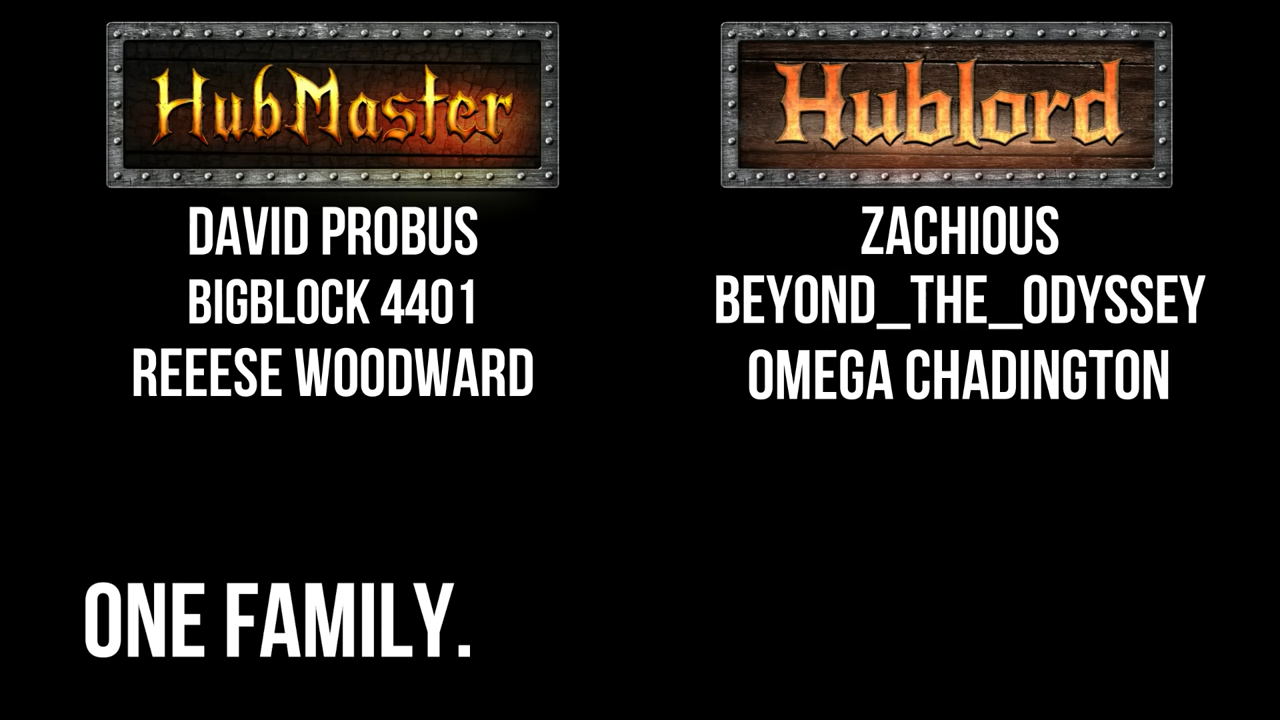 HubMaster
DAVID PROBUS
BIGBLOCK 4401
REEESE WOODWARD
Hublord
ZACHIOUS
BEYOND_THE_ODYSSEY
OMEGA CHADINGTON
ONE FAMILY.